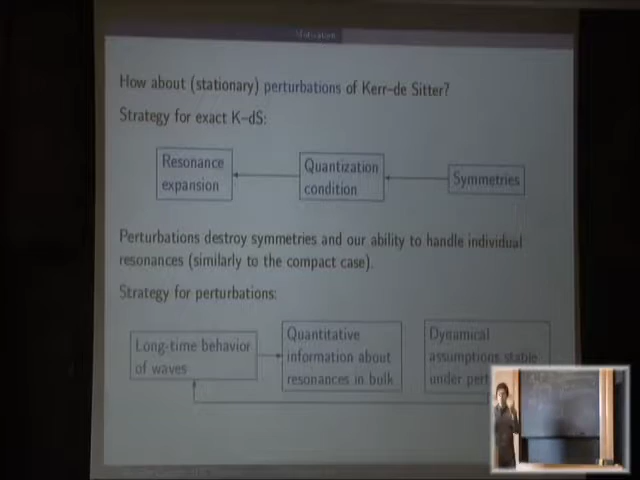 Motivation
How about (stationary) perturbations of Kerr–de Sitter?
Strategy for exact K–dS:
Resonance
expansion
Quantization
condition
Symmetries
Perturbations destroy symmetries and our ability to handle individual
resonances (similarly to the compact case).
Strategy for perturbations:
Long-time behavior
of waves
Quantitative
information about
resonances in bulk
Dynamical
assumptions stable
under